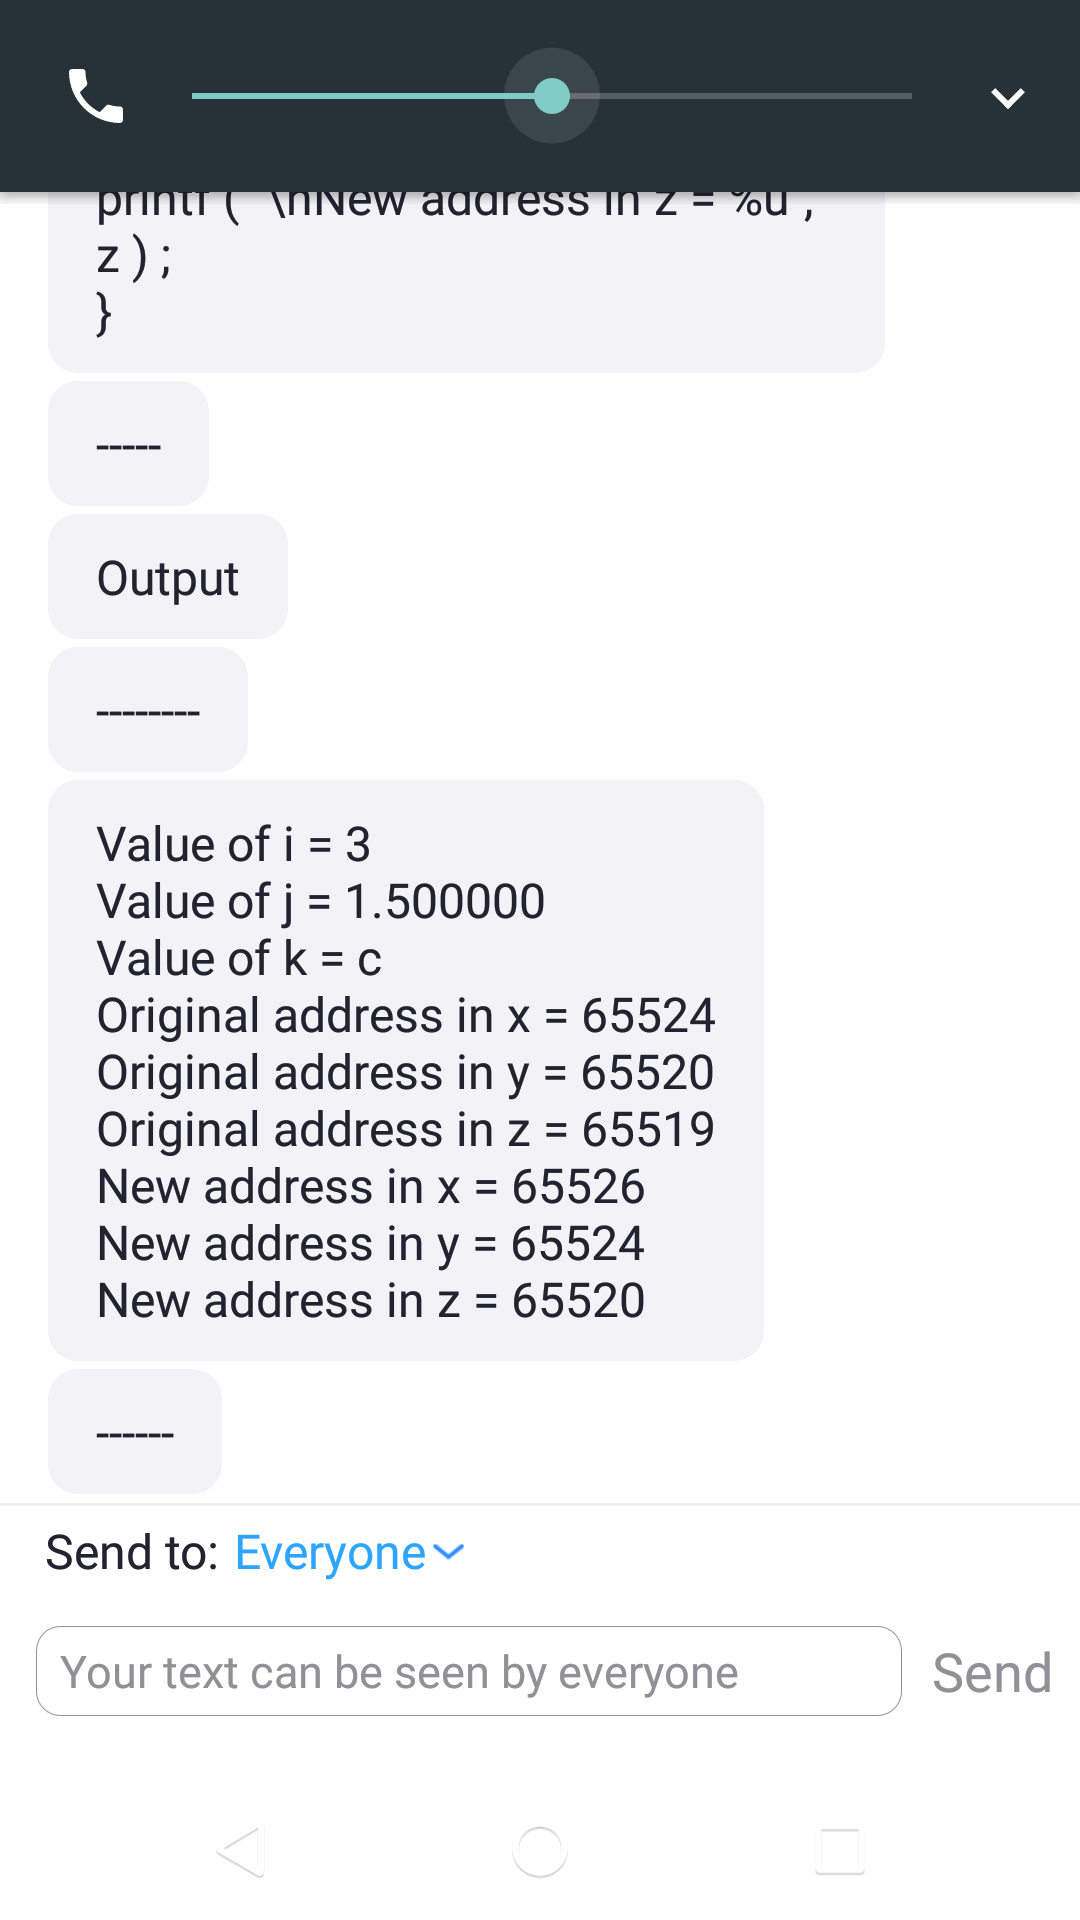 printf ( "\nNew address in z = %u",
z ) ;
}
-----
Output
--------
Value of i = 3
Value of j = 1.500000
Value of k = c
Original address in x = 65524
Original address in y = 65520
Original address in z = 65519
New address in x = 65526
New address in y = 65524
New address in z = 65520
------
Send to: Everyone
Your text can be seen by everyone
Send